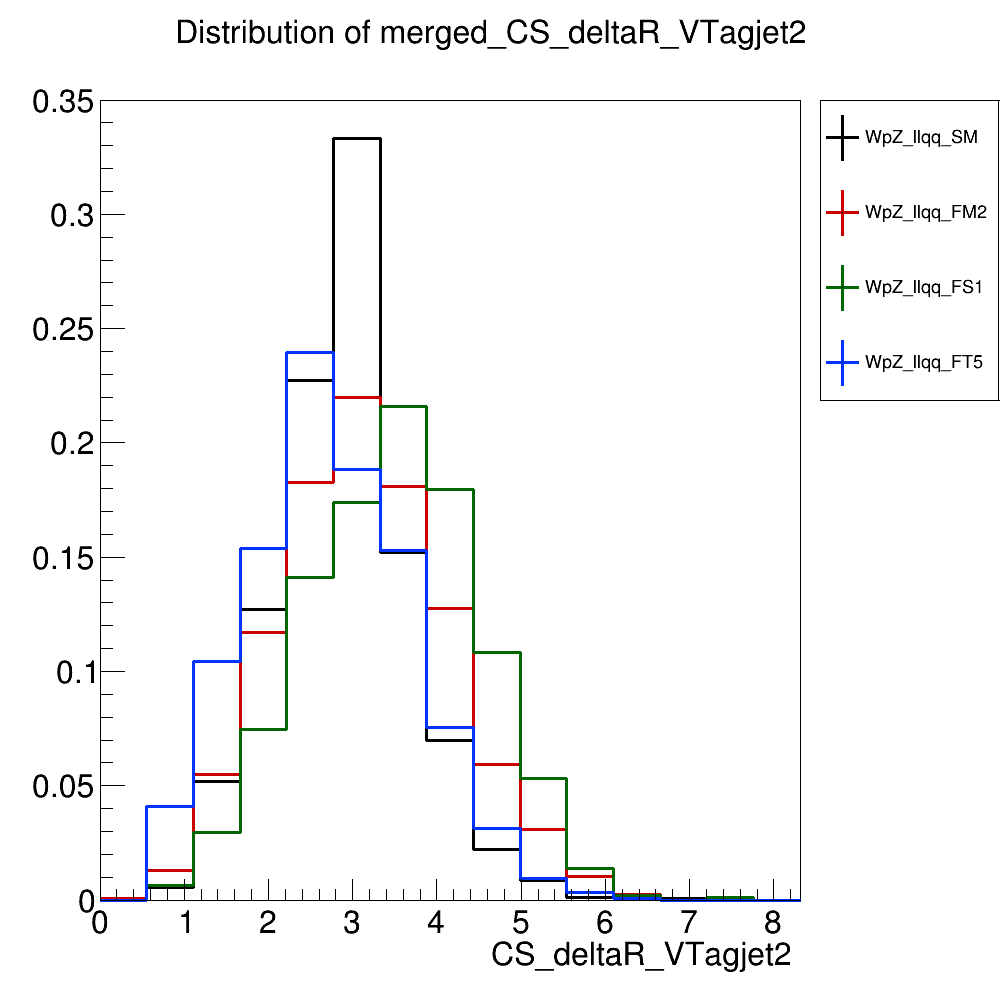 Distribution of merged_CS_deltaR_VTagjet2
0.35
0.3
0.25
0.2
0.15
0.1
0.05
0
0 1 2 3 4 5 6 7 8
CS_deltaR_VTagjet2
WpZ_llqq_SM
WpZ_llqq_FM2
WpZ_llqq_FS1
WpZ_llqq_FT5